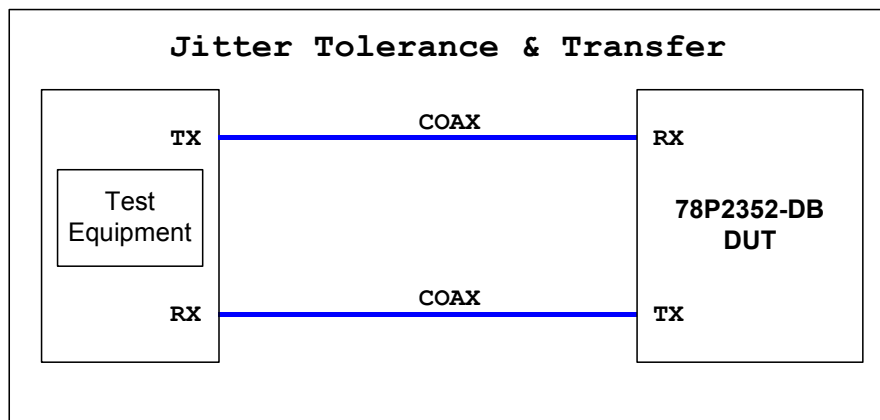 Jitter Tolerance & Transfer
COAX
TX
RX
Test
Equipment
78P2352-DB
DUT
COAX
RX
TX